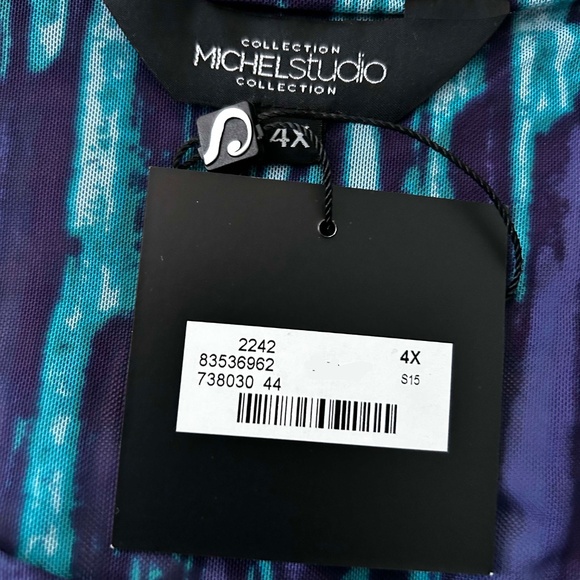 COLLECTION
MICHELstudio
COLLECTION
4X
2242
83536962
4X
738030 44
S15